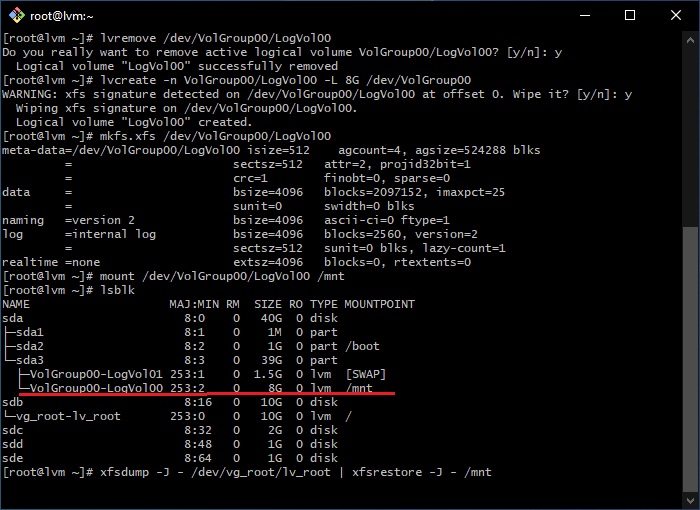 root@lvm:~
[root@lvm ~]# lvremove /dev/VolGroup00/LogVol00
Do you really want to remove active logical volume VolGroup00/LogVol00? [y/n]: y
  Logical volume "LogVol00" successfully removed
[root@lvm ~]# lvcreate -n VolGroup00/LogVol00 -L 8G /dev/VolGroup00
WARNING: xfs signature detected on /dev/VolGroup00/LogVol00 at offset 0. Wipe it? [y/n]: y
  Wiping xfs signature on /dev/VolGroup00/LogVol00.
  Logical volume "LogVol00" created.
[root@lvm ~]# mkfs.xfs /dev/VolGroup00/LogVol00
meta-data=/dev/VolGroup00/LogVol00 isize=512    agcount=4, agsize=524288 blks
         =                       sectsz=512   attr=2, projid32bit=1
         =                       crc=1        finobt=0, sparse=0
data     =                       bsize=4096   blocks=2097152, imaxpct=25
         =                       sunit=0      swidth=0 blks
naming   =version 2              bsize=4096   ascii-ci=0 ftype=1
log      =internal log           bsize=4096   blocks=2560, version=2
         =                       sectsz=512   sunit=0 blks, lazy-count=1
realtime =none                   extsz=4096   blocks=0, rtextents=0
[root@lvm ~]# mount /dev/VolGroup00/LogVol00 /mnt
[root@lvm ~]# lsblk
NAME                    MAJ:MIN RM  SIZE RO TYPE MOUNTPOINT
sda                       8:0    0   40G  0 disk
├─sda1                    8:1    0    1M  0 part
├─sda2                    8:2    0    1G  0 part /boot
└─sda3                    8:3    0   39G  0 part
  ├─VolGroup00-LogVol01 253:1    0  1.5G  0 lvm  [SWAP]
  └─VolGroup00-LogVol00 253:2    0    8G  0 lvm  /mnt
sdb                       8:16   0   10G  0 disk
└─vg_root-lv_root       253:0    0   10G  0 lvm  /
sdc                       8:32   0    2G  0 disk
sdd                       8:48   0    1G  0 disk
sde                       8:64   0    1G  0 disk
[root@lvm ~]# xfsdump -J - /dev/vg_root/lv_root | xfsrestore -J - /mnt